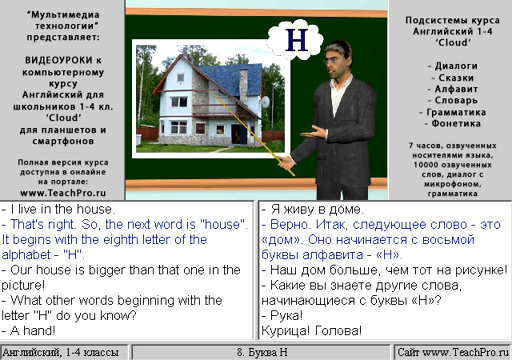 "Мультимедиа
технологии"
представляет:
ВИДЕОУРОКИ к
компьютерному
курсу
Английский для
школьников 1-4 кл.
'Cloud'
для планшетов и
смартфонов
Полная версия курса
доступна в онлайне
на портале:
www.TeachPro.ru
H
Подсистемы курса
Английский 1-4
'Cloud'
- Диалоги
- Сказки
- Алфавит
- Словарь
- Грамматика
- Фонетика
7 часов, озвученных
носителями языка,
10000 озвученных
слов, диалог с
микрофоном,
грамматика
- I live in the house.
- That's right. So, the next word is "house".
It begins with the eighth letter of the
alphabet - "H".
- Our house is bigger than that one in the
picture!
- What other words beginning with the
letter "H" do you know?
- A hand!
- Я живу в доме.
- Верно. Итак, следующее слово - это
«дом». Оно начинается с восьмой
буквы алфавита - «H».
- Наш дом больше, чем тот на рисунке!
- Какие вы знаете другие слова,
начинающиеся с буквы «H»?
- Рука!
Курица! Голова!
Английский, 1-4 классы
8. Буква H
Сайт www.TeachPro.ru